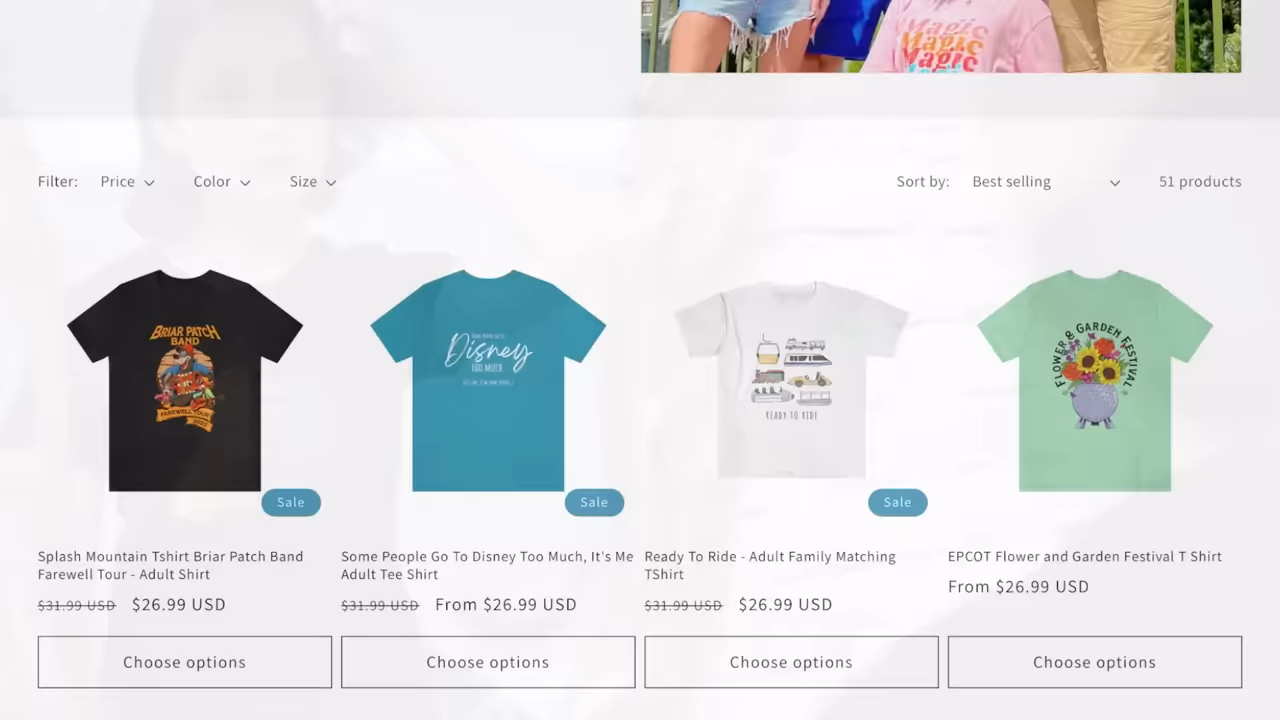 Magic
Magic
Magic
Magic
Filter: Price Color Size Sort by: Best selling 51 products
BRIAR PATCH
BAND
FAREWELL TOUR
Disney
TOO MUCH
READY TO RIDE
FLOWER & GARDEN FESTIVAL
Sale Sale Sale
Splash Mountain Tshirt Briar Patch Band
Farewell Tour - Adult Shirt
$31.99 USD $26.99 USD
Choose options
Some People Go To Disney Too Much, It's Me
Adult Tee Shirt
$31.99 USD From $26.99 USD
Choose options
Ready To Ride - Adult Family Matching
TShirt
$31.99 USD $26.99 USD
Choose options
EPCOT Flower and Garden Festival T Shirt
From $26.99 USD
Choose options